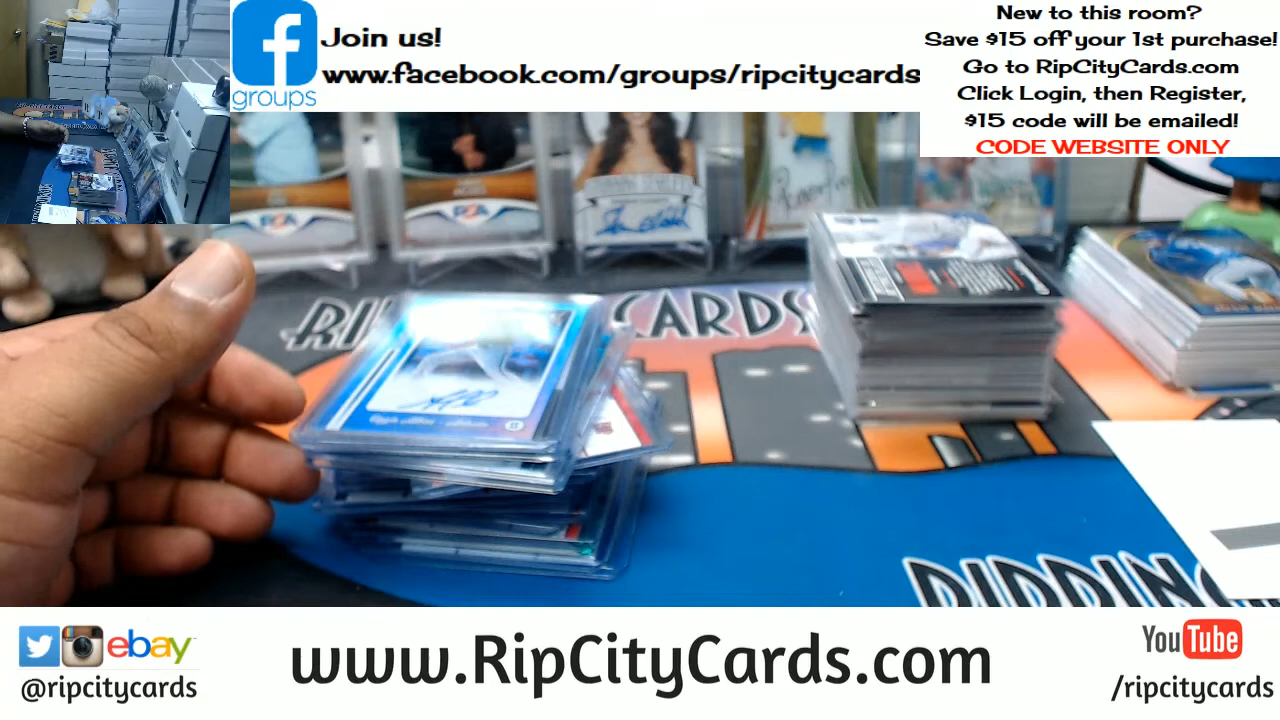 Join us!
www.facebook.com/groups/ripcitycards
groups
New to this room?
Save $15 off your 1st purchase!
Go to RipCityCards.com
Click Login, then Register,
$15 code will be emailed!
CODE WEBSITE ONLY
CARDS
RIPPIN
ebay
@ripcitycards
www.RipCityCards.com
YouTube
/ripcitycards